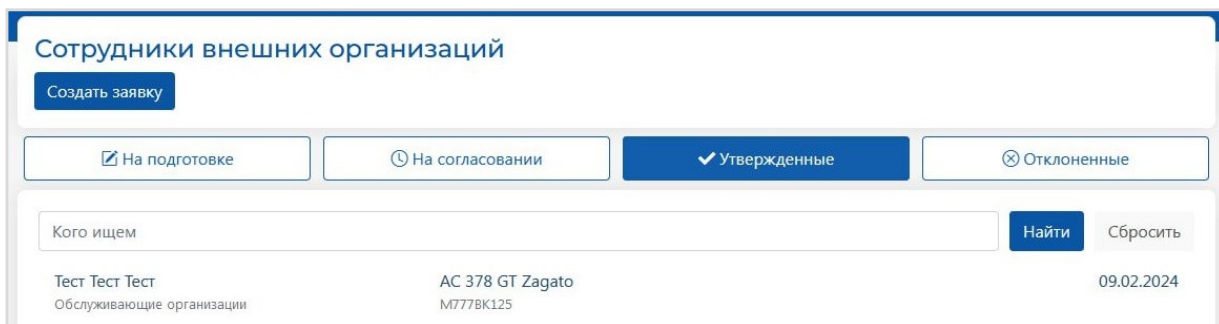 Сотрудники внешних организаций
Создать заявку
На подготовке На согласовании Утвержденные Отклоненные
Кого ищем Найти Сбросить
Тест Тест Тест AC 378 GT Zagato 09.02.2024
Обслуживающие организации М777ВК125